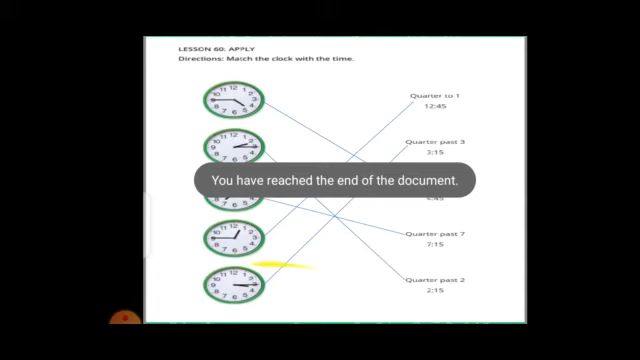 LESSON 60: APPLY
Directions: Match the clock with the time.
Quarter to 1
12:45
Quarter past 3
3:15
You have reached the end of the document.
4:45
Quarter past 7
7:15
Quarter past 2
2:15